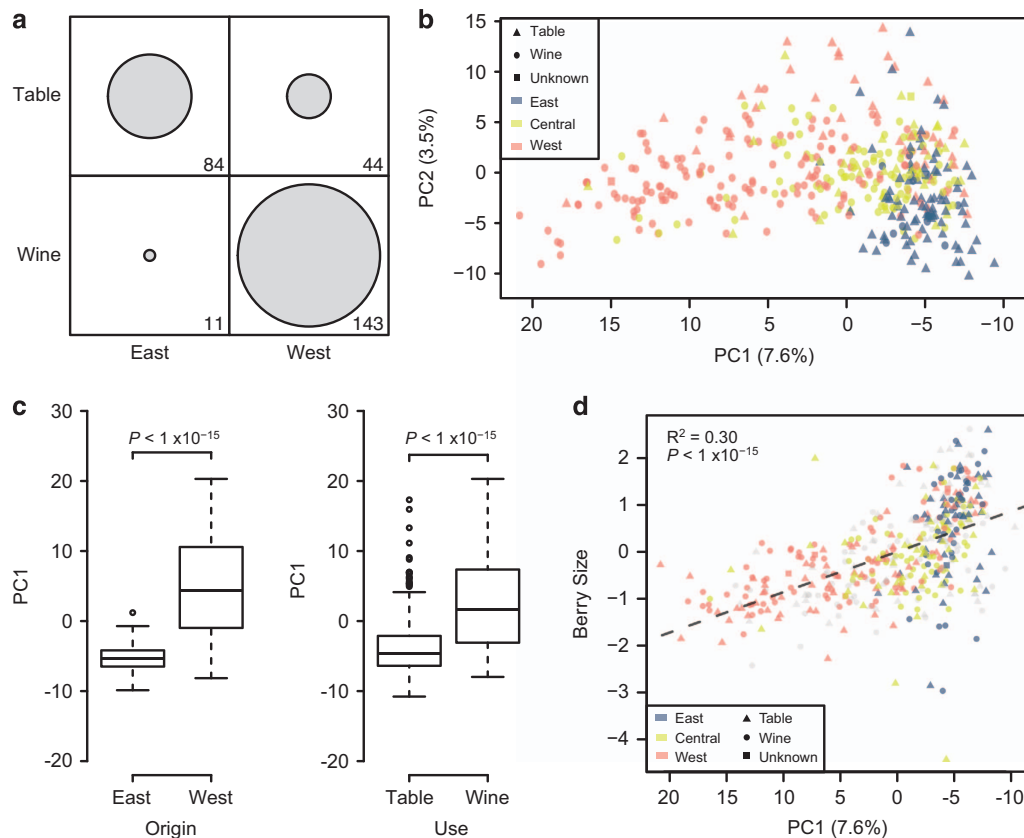 a
Table
84
44
Wine
11
143
East
West
b
15
10
5
0
−5
−10
PC2 (3.5%)
Table
Wine
Unknown
East
Central
West
20
15
10
5
0
−5
−10
PC1 (7.6%)
c
30
20
10
0
-10
-20
PC1
P < 1 x10−15
East
West
Origin
30
20
10
0
-10
-20
PC1
P < 1 x10−15
Table
Wine
Use
d
R2 = 0.30
P < 1 x10−15
2
1
0
−1
−2
−3
−4
Berry Size
East
Central
West
Table
Wine
Unknown
20
15
10
5
0
-5
-10
PC1 (7.6%)